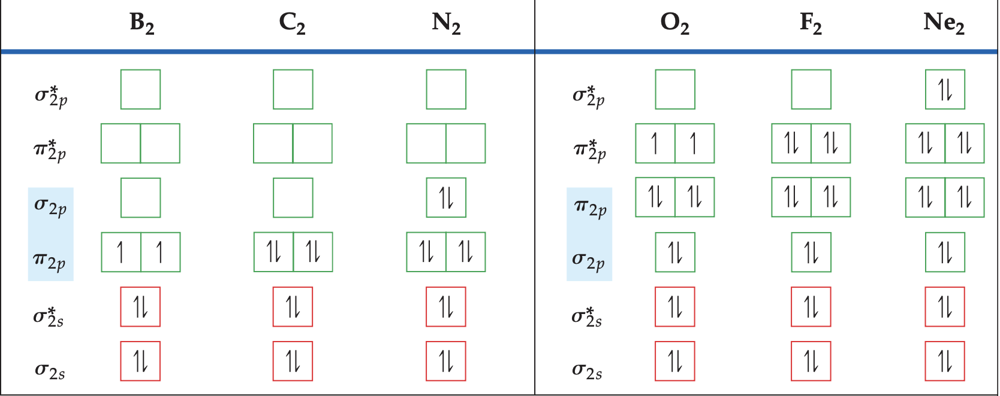 B₂ C₂ N₂ O₂ F₂ Ne₂
σ*₂p σ*₂p ⥮
π*₂p π*₂p ↿ ↿ ⥮ ⥮ ⥮ ⥮
σ₂p ⥮ π₂p ⥮ ⥮ ⥮ ⥮ ⥮ ⥮
π₂p ↿ ↿ ⥮ ⥮ ⥮ ⥮ σ₂p ⥮ ⥮ ⥮
σ*₂s ⥮ ⥮ ⥮ σ*₂s ⥮ ⥮ ⥮
σ₂s ⥮ ⥮ ⥮ σ₂s ⥮ ⥮ ⥮